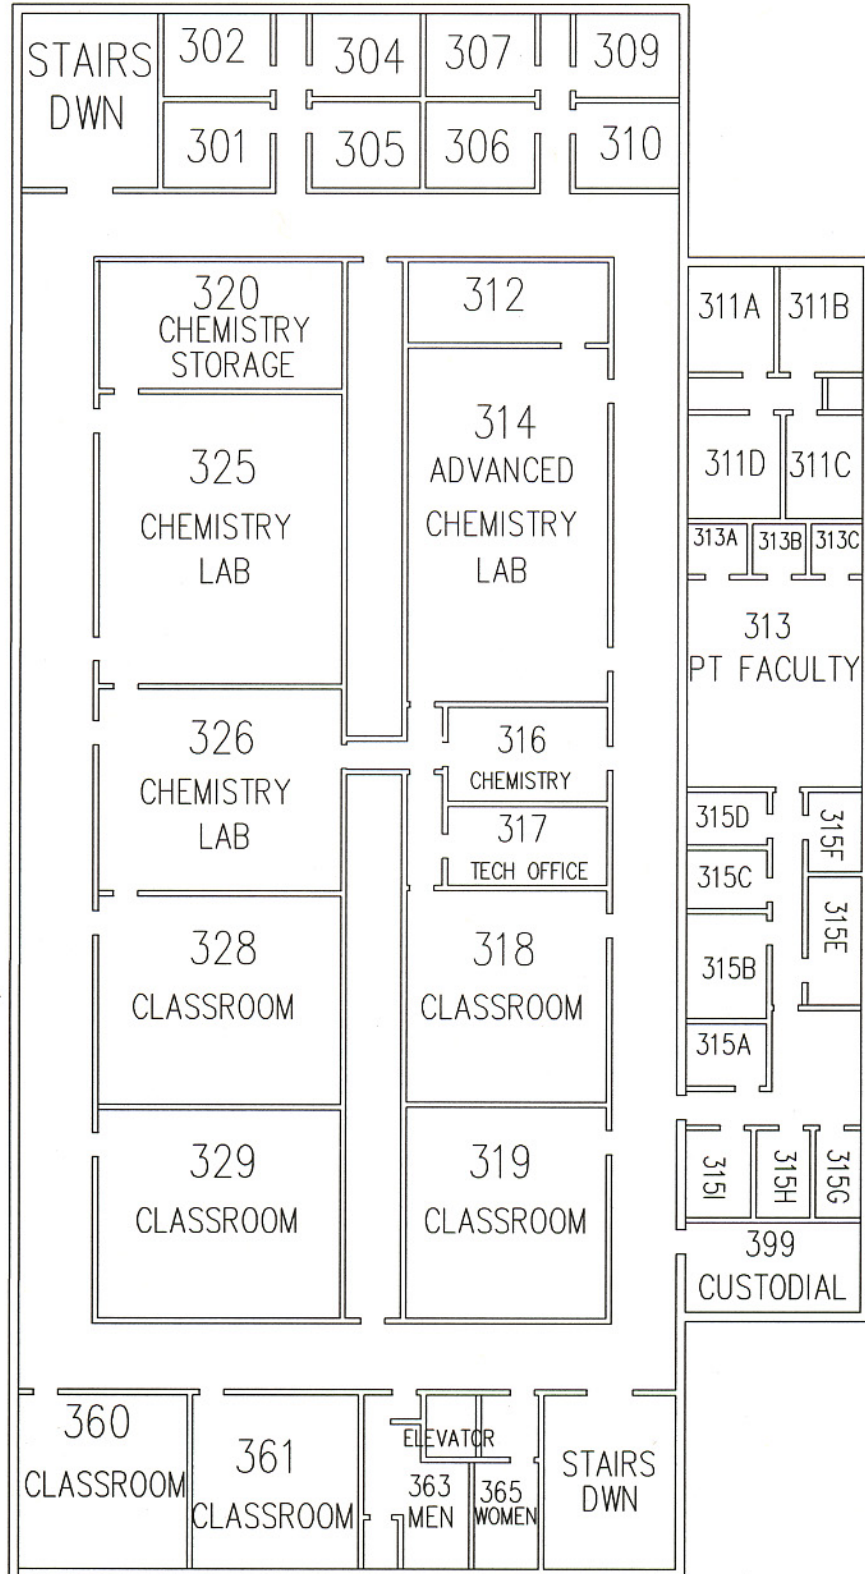 STAIRS
DWN
302
304
307
309
301
305
306
310
320
CHEMISTRY
STORAGE
312
311A
311B
325
CHEMISTRY
LAB
314
ADVANCED
CHEMISTRY
LAB
311D
311C
313A
313B
313C
313
PT FACULTY
326
CHEMISTRY
LAB
316
CHEMISTRY
317
TECH OFFICE
315D
315F
315C
315E
315B
315A
328
CLASSROOM
318
CLASSROOM
329
CLASSROOM
319
CLASSROOM
315I
315H
315G
399
CUSTODIAL
360
CLASSROOM
361
CLASSROOM
ELEVATOR
363
MEN
365
WOMEN
STAIRS
DWN